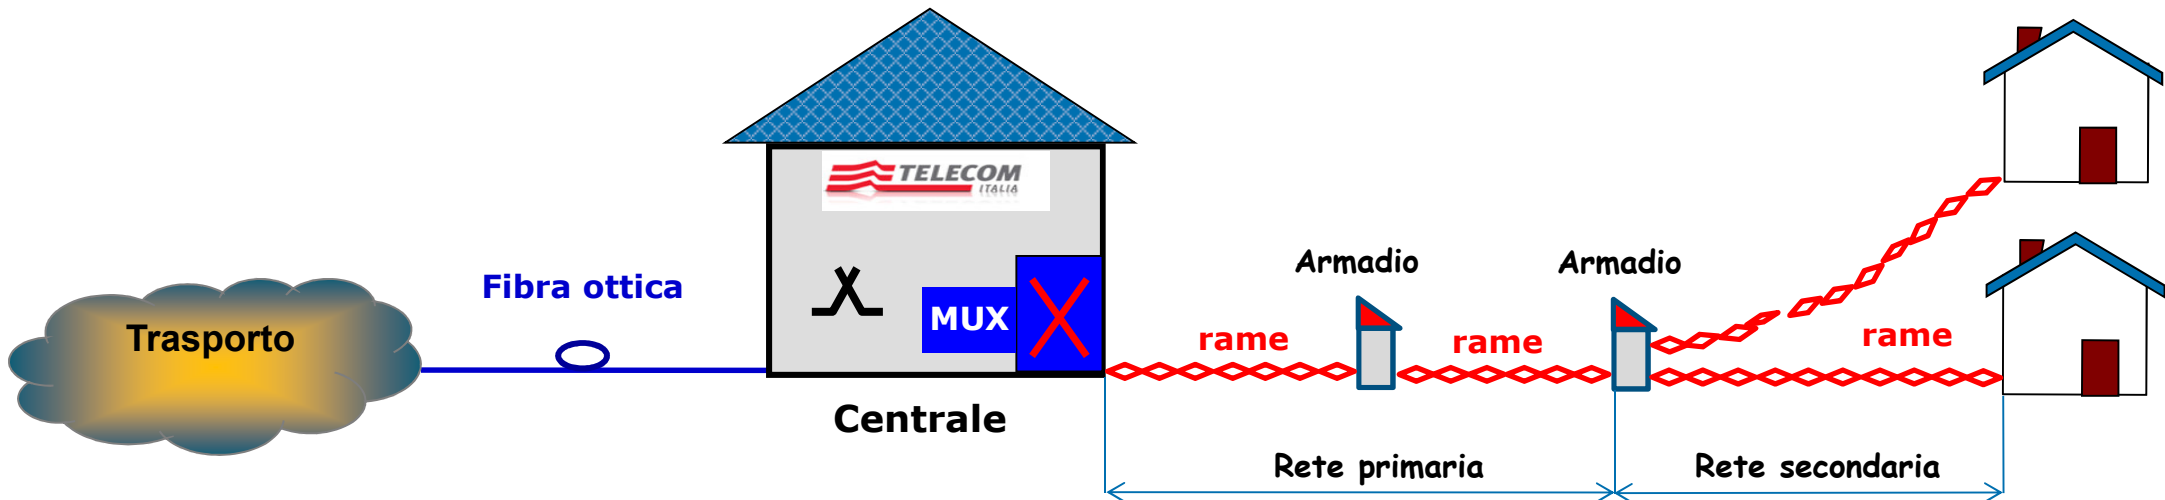 TELECOM
ITALIA
Armadio
Armadio
Fibra ottica
MUX
Trasporto
rame
rame
rame
Centrale
Rete primaria
Rete secondaria